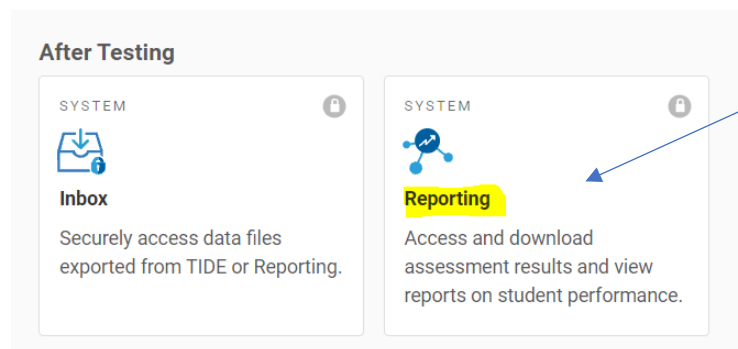 After Testing
SYSTEM
Inbox
Securely access data files
exported from TIDE or Reporting.
SYSTEM
Reporting
Access and download
assessment results and view
reports on student performance.